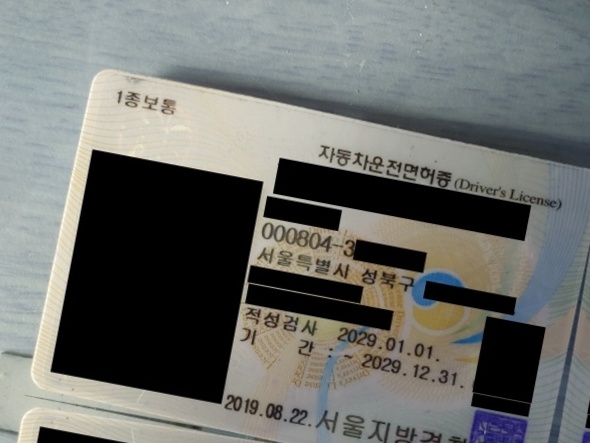 1종보통
자동차운전면허증 (Driver's License)
000804-3
서울특별시 성북구
적성검사 2029.01.01.
기 간 : ~ 2029.12.31.
2019.08.22. 서울지방경찰